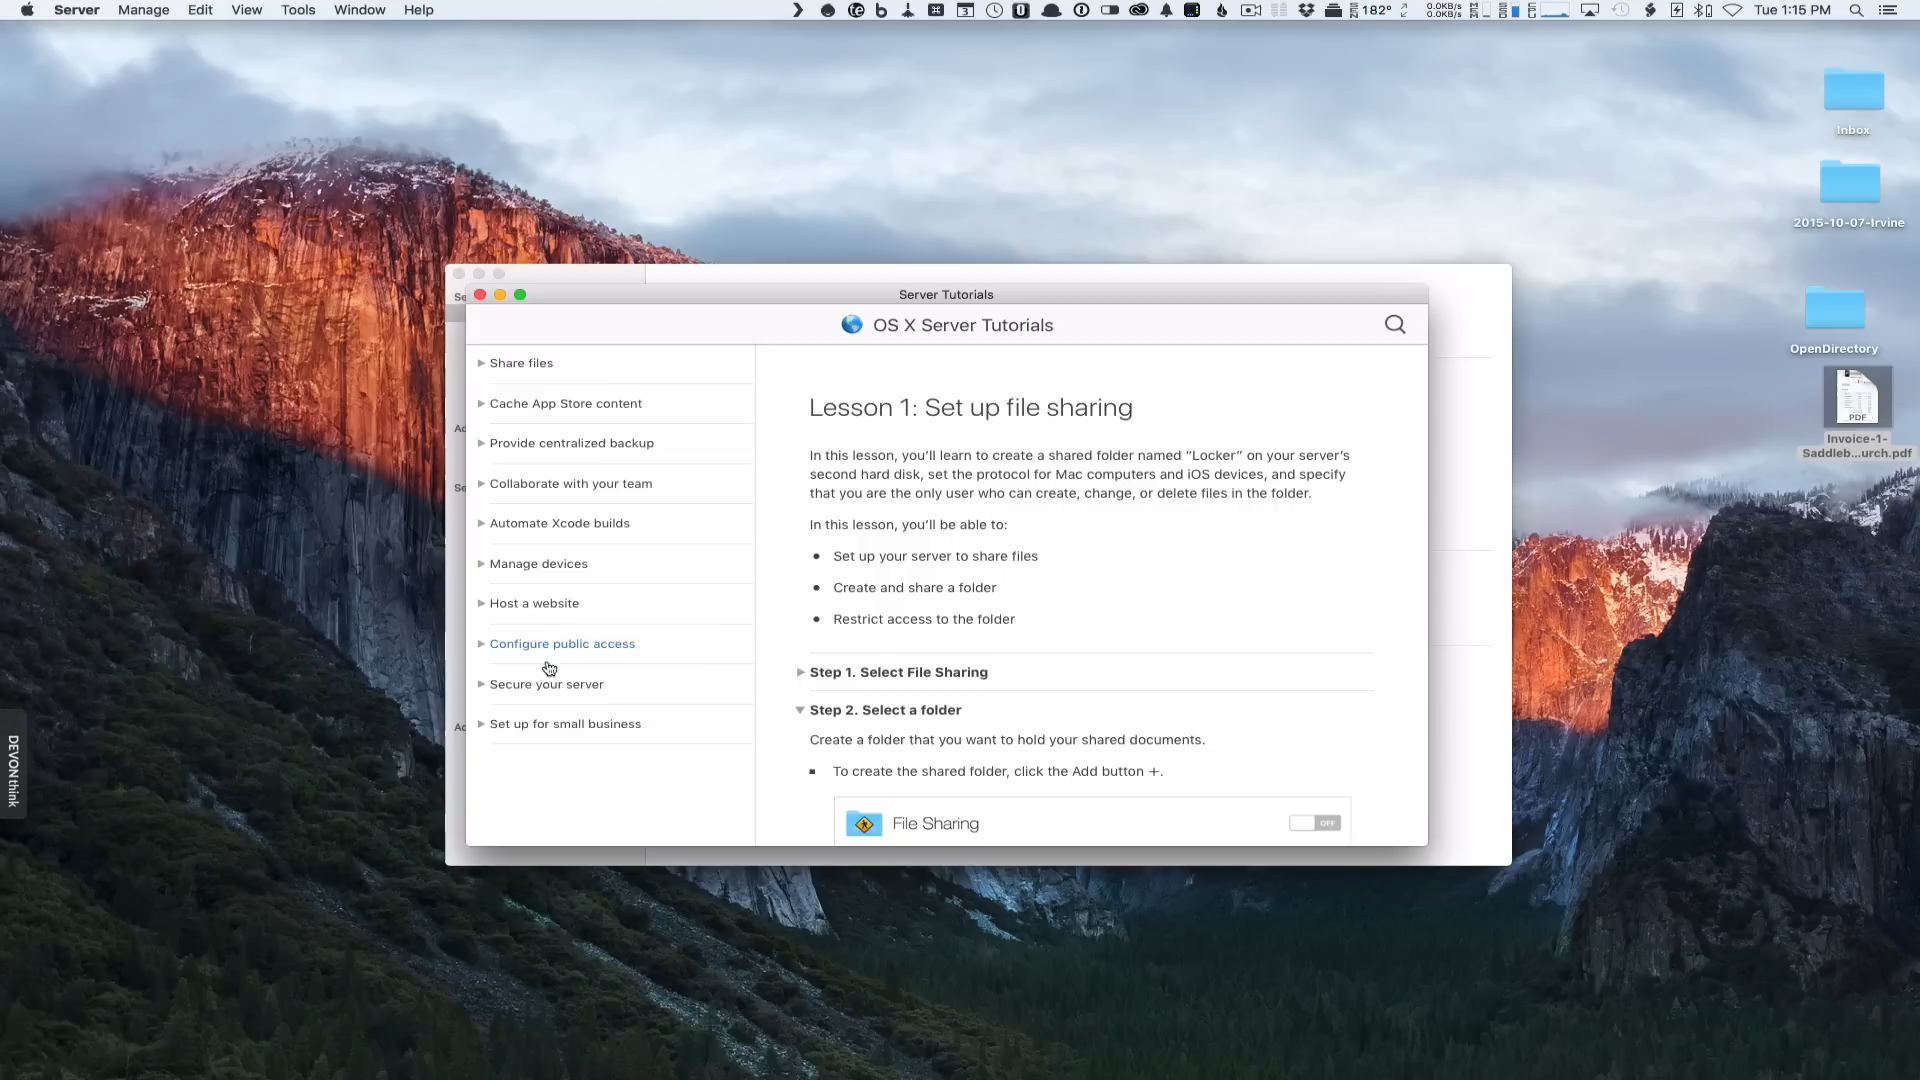 Server Manage Edit View Tools Window Help
182° 0.0KB/s 0.0KB/s Tue 1:15 PM
Inbox
2015-10-07-Irvine
OpenDirectory
PDF
Invoice-1-
Saddleb...urch.pdf
Server Tutorials
OS X Server Tutorials
Share files
Cache App Store content
Provide centralized backup
Collaborate with your team
Automate Xcode builds
Manage devices
Host a website
Configure public access
Secure your server
Set up for small business
Lesson 1: Set up file sharing
In this lesson, you'll learn to create a shared folder named "Locker" on your server's
second hard disk, set the protocol for Mac computers and iOS devices, and specify
that you are the only user who can create, change, or delete files in the folder.
In this lesson, you'll be able to:
• Set up your server to share files
• Create and share a folder
• Restrict access to the folder
Step 1. Select File Sharing
Step 2. Select a folder
Create a folder that you want to hold your shared documents.
▪ To create the shared folder, click the Add button +.
File Sharing OFF
DEVONthink